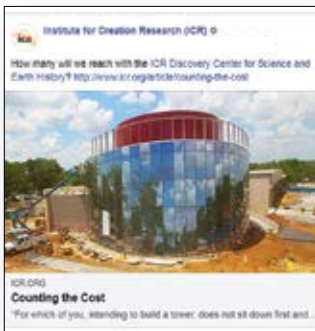 Institute for Creation Research (ICR)
How many will we reach with the ICR Discovery Center for Science and
Earth History? http://www.icr.org/article/counting-the-cost
ICR.ORG
Counting the Cost
"For which of you, intending to build a tower, does not sit down first and...